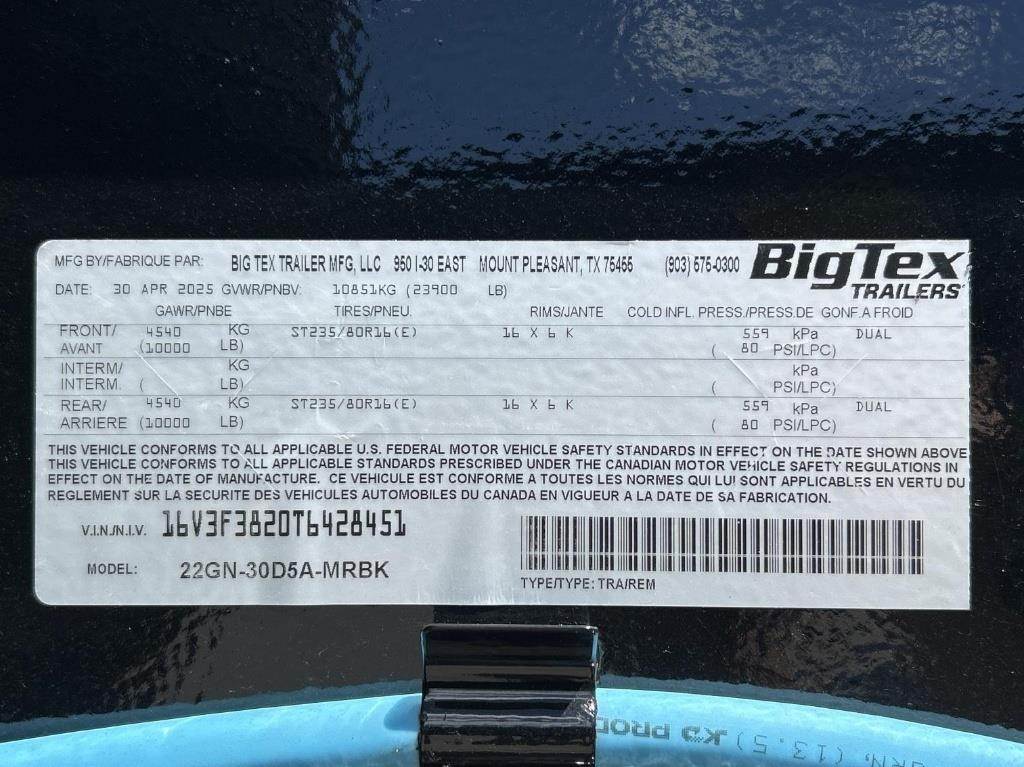 MFG BY/FABRIQUE PAR: BIG TEX TRAILER MFG, LLC 950 I-30 EAST MOUNT PLEASANT, TX 75455 (903) 575-0300 BigTex
TRAILERS
DATE: 30 APR 2025 GVWR/PNBV: 10851KG (23900 LB)
GAWR/PNBE TIRES/PNEU. RIMS/JANTE COLD INFL. PRESS./PRESS.DE GONF.A FROID
FRONT/ 4540 KG ST235/80R16(E) 16 X 6 K 559 kPa DUAL
AVANT (10000 LB) ( 80 PSI/LPC)
INTERM/ KG kPa
INTERM. ( LB) ( PSI/LPC)
REAR/ 4540 KG ST235/80R16(E) 16 X 6 K 559 kPa DUAL
ARRIERE (10000 LB) ( 80 PSI/LPC)
THIS VEHICLE CONFORMS TO ALL APPLICABLE U.S. FEDERAL MOTOR VEHICLE SAFETY STANDARDS IN EFFECT ON THE DATE SHOWN ABOVE
THIS VEHICLE CONFORMS TO ALL APPLICABLE STANDARDS PRESCRIBED UNDER THE CANADIAN MOTOR VEHICLE SAFETY REGULATIONS IN
EFFECT ON THE DATE OF MANUFACTURE. CE VEHICULE EST CONFORME A TOUTES LES NORMES QUI LUI SONT APPLICABLES EN VERTU DU
REGLEMENT SUR LA SECURITE DES VEHICULES AUTOMOBILES DU CANADA EN VIGUEUR A LA DATE DE SA FABRICATION.
V.I.N./N.I.V. 16V3F3820T6428451
MODEL: 22GN-30D5A-MRBK
TYPE/TYPE: TRA/REM
(13.5) KD PROD